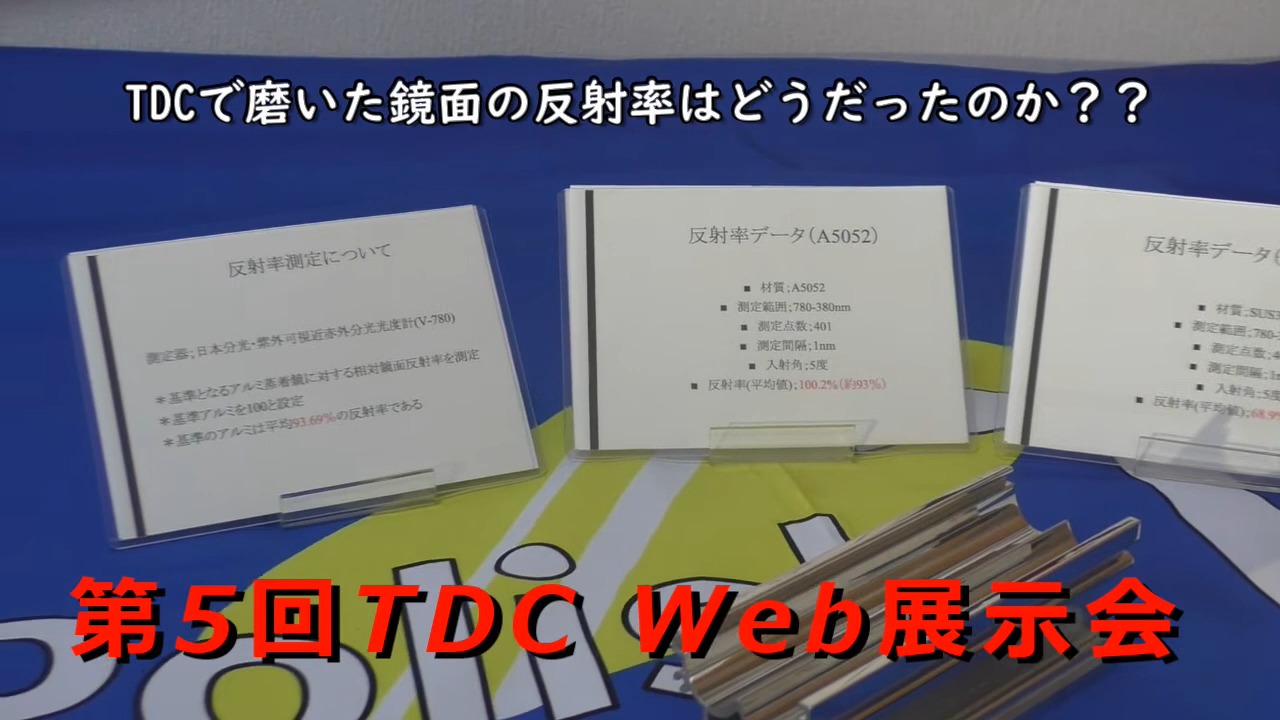 TDCで磨いた鏡面の反射率はどうだったのか？？
反射率測定について
測定器；日本分光・紫外可視近赤外分光光度計(V-780)
＊基準となるアルミ蒸着鏡に対する相対鏡面反射率を測定
＊基準アルミを100と設定
＊基準のアルミは平均93.69%の反射率である
反射率データ（A5052）
■ 材質；A5052
■ 測定範囲；780-380nm
■ 測定点数；401
■ 測定間隔；1nm
■ 入射角；5度
■ 反射率(平均値)；100.2%（約93%）
反射率データ（
■ 材質；SUS
■ 測定範囲；780-
■ 測定点数；4
■ 測定間隔；1n
■ 入射角；5度
■ 反射率(平均値)；68.9
第5回TDC Web展示会